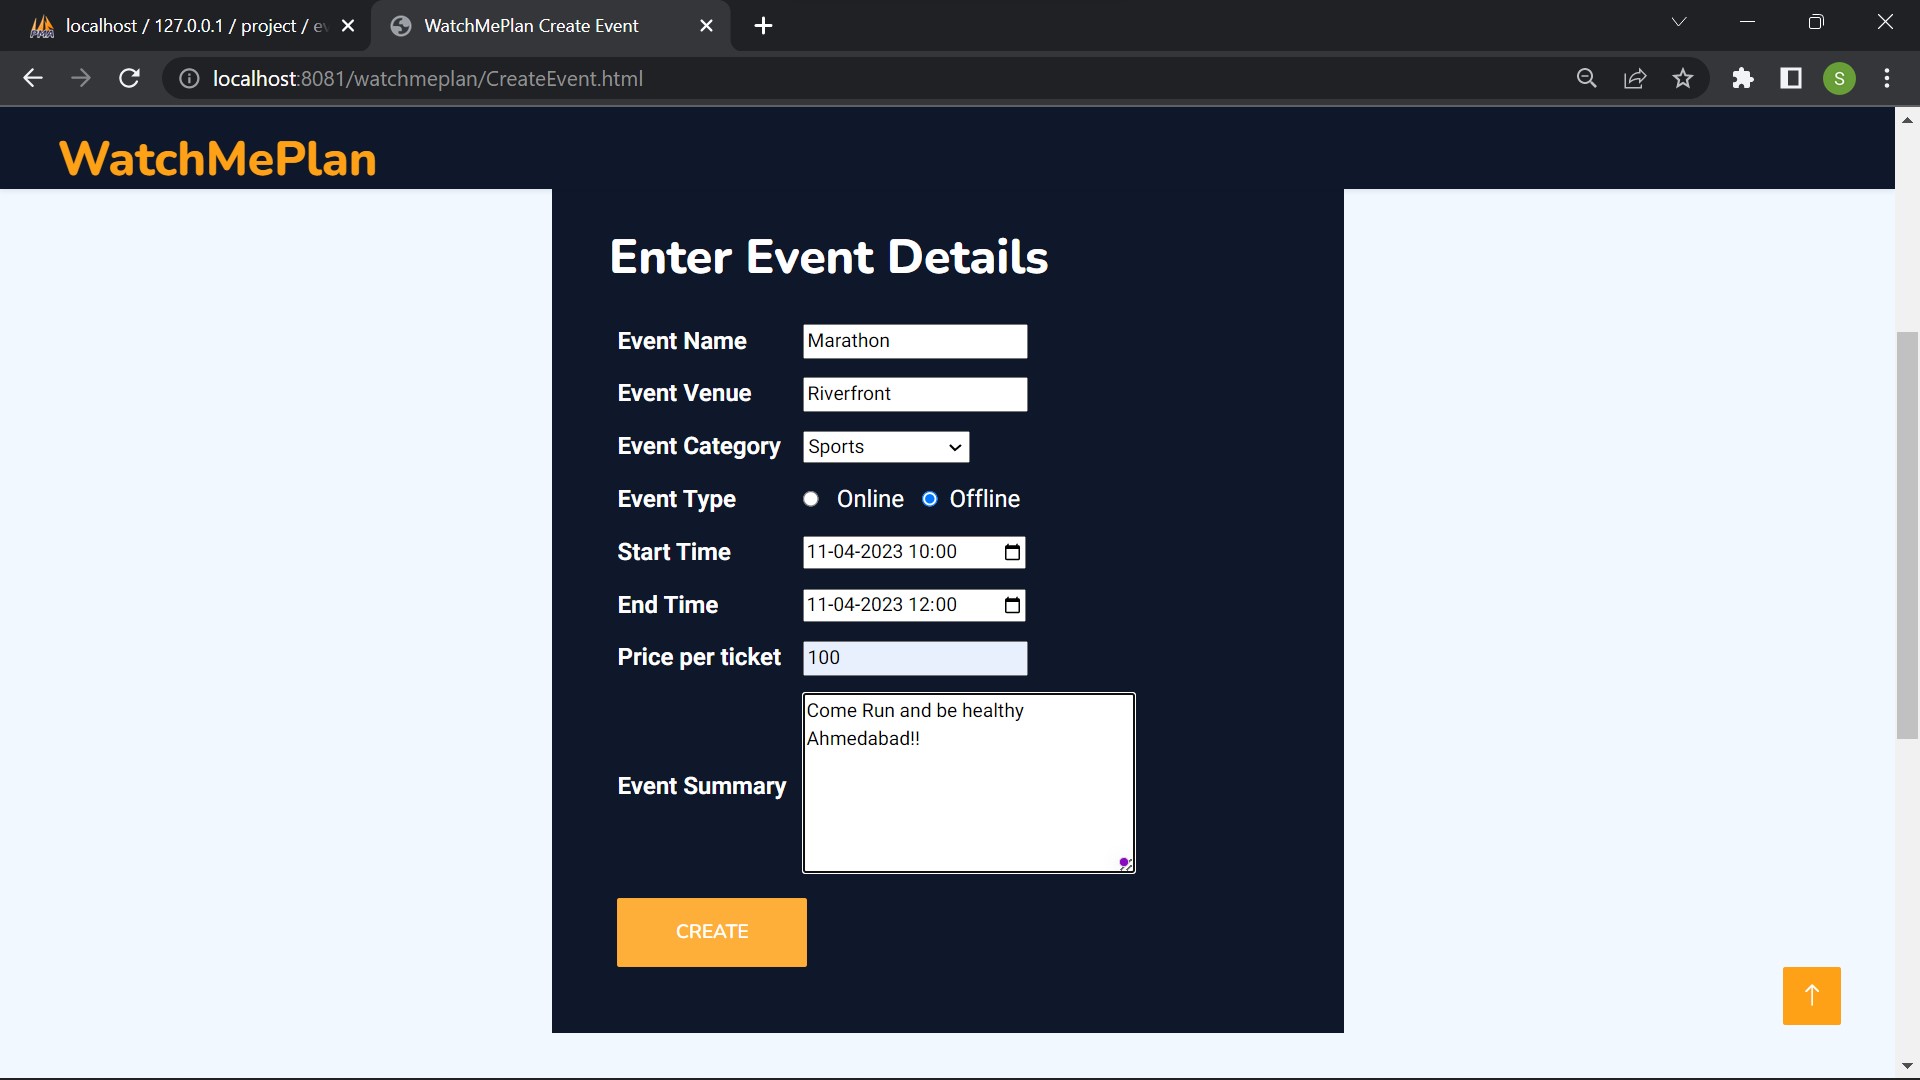 localhost / 127.0.0.1 / project / ev
WatchMePlan Create Event
localhost:8081/watchmeplan/CreateEvent.html
S
WatchMePlan
Enter Event Details
Event Name Marathon
Event Venue Riverfront
Event Category Sports
Event Type Online Offline
Start Time 11-04-2023 10:00
End Time 11-04-2023 12:00
Price per ticket 100
Come Run and be healthy
Ahmedabad!!
Event Summary
CREATE